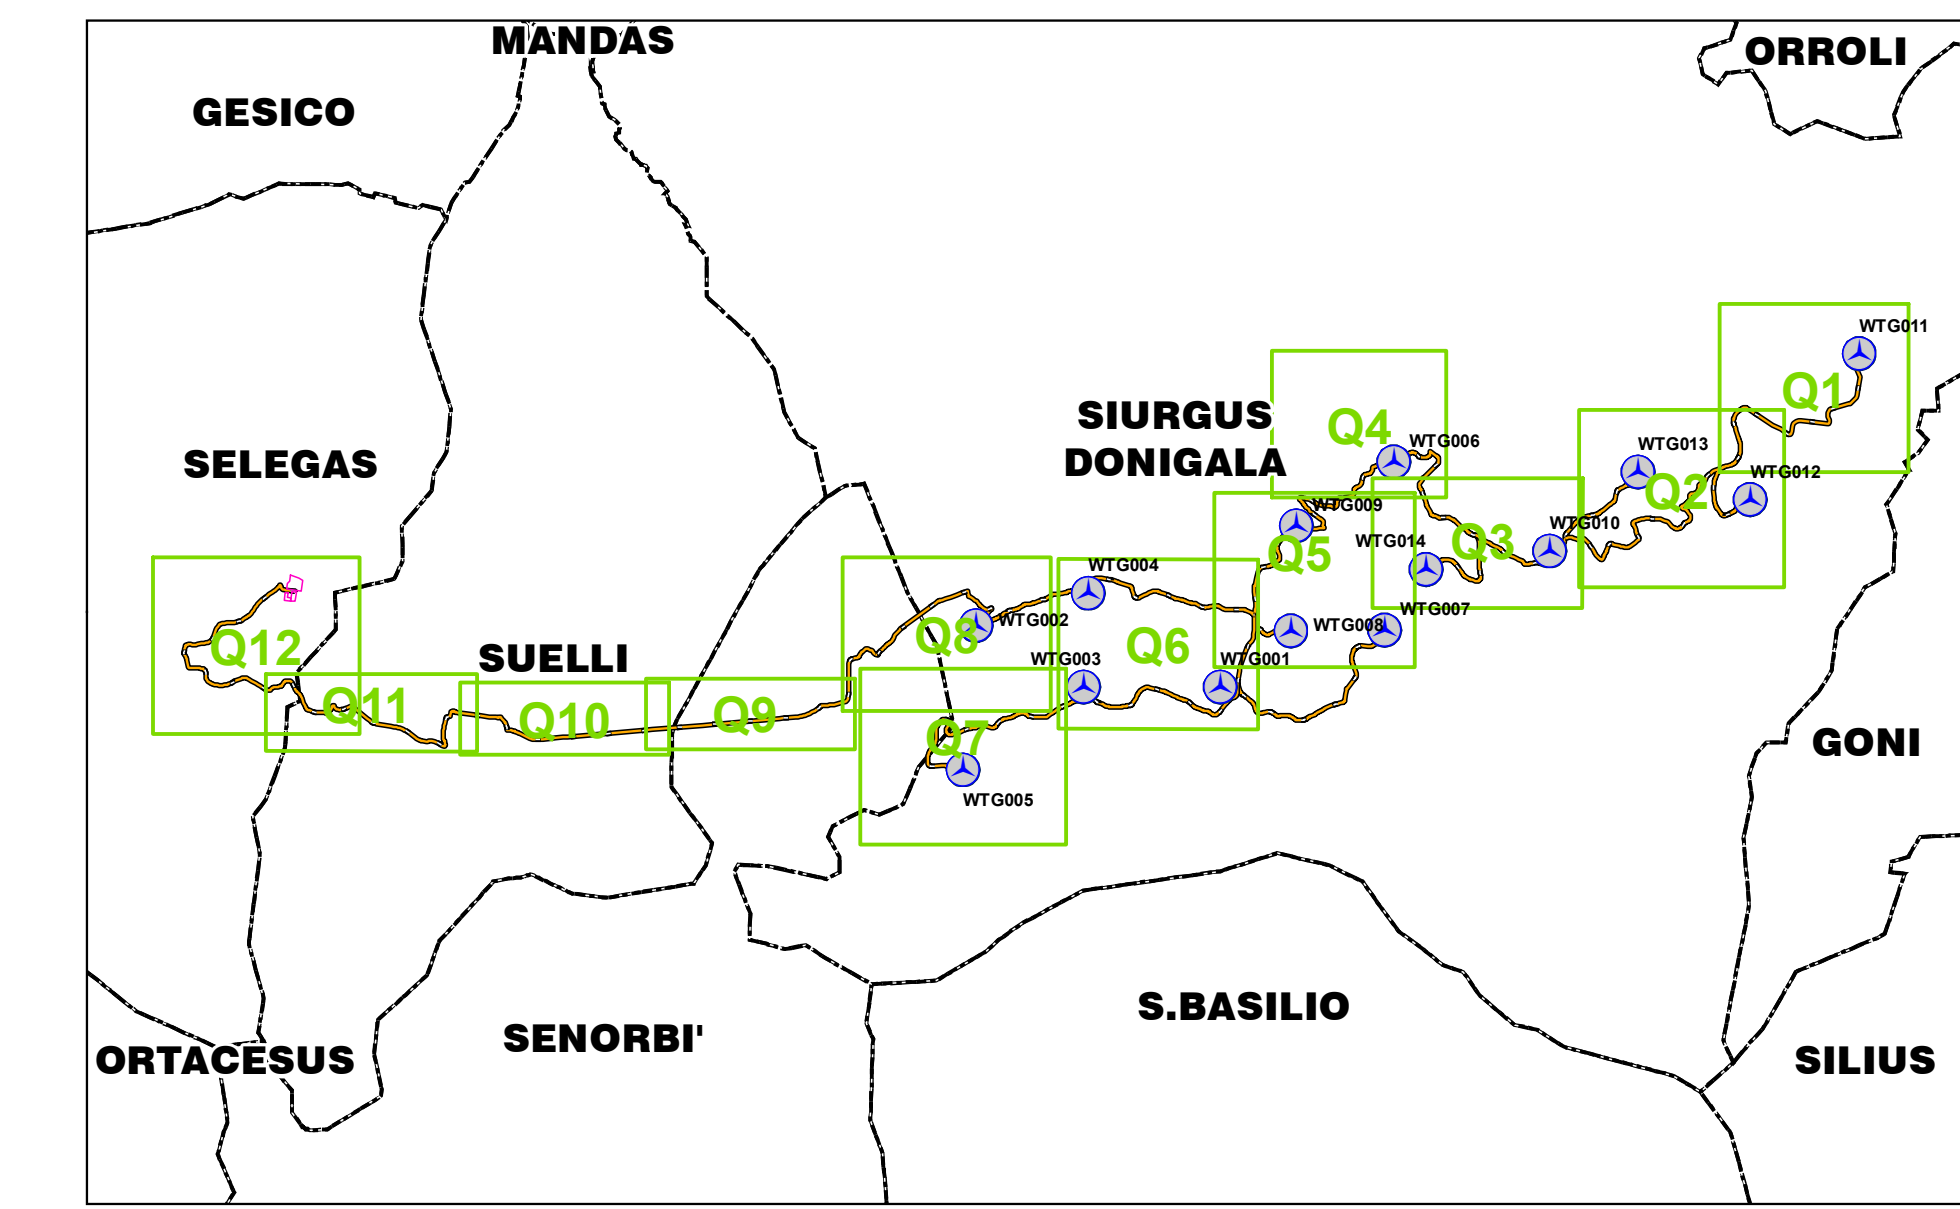 MANDAS
ORROLI
GESICO
WTG011
Q1
SIURGUS
DONIGALA
Q4
WTG006
WTG013
SELEGAS
WTG012
Q2
WTG009
WTG010
WTG014
Q3
Q5
WTG004
WTG007
WTG002
WTG008
Q8
Q12
Q6
SUELLI
WTG003
WTG001
Q11
Q10
Q9
Q7
GONI
WTG005
S.BASILIO
SENORBI'
ORTACESUS
SILIUS